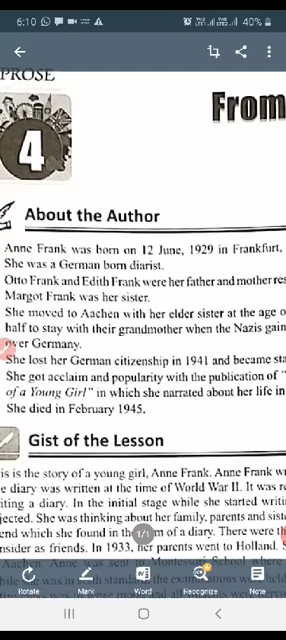 6:10 40%
PROSE
4
From
About the Author
Anne Frank was born on 12 June, 1929 in Frankfurt,
She was a German born diarist.
Otto Frank and Edith Frank were her father and mother res
Margot Frank was her sister.
She moved to Aachen with her elder sister at the age o
half to stay with their grandmother when the Nazis gain
over Germany.
She lost her German citizenship in 1941 and became sta
She got acclaim and popularity with the publication of "
of a Young Girl" in which she narrated about her life in
She died in February 1945.
Gist of the Lesson
is is the story of a young girl, Anne Frank. Anne Frank w
e diary was written at the time of World War II. It was re
iting a diary. In the initial stage while she started writi
jected. She was thinking about her family, parents and sist
end which she found in the m of a diary. There were t
nsider as friends. In 1933, her parents went to Holland. S
1/1
Rotate Mark Word Recognize Note